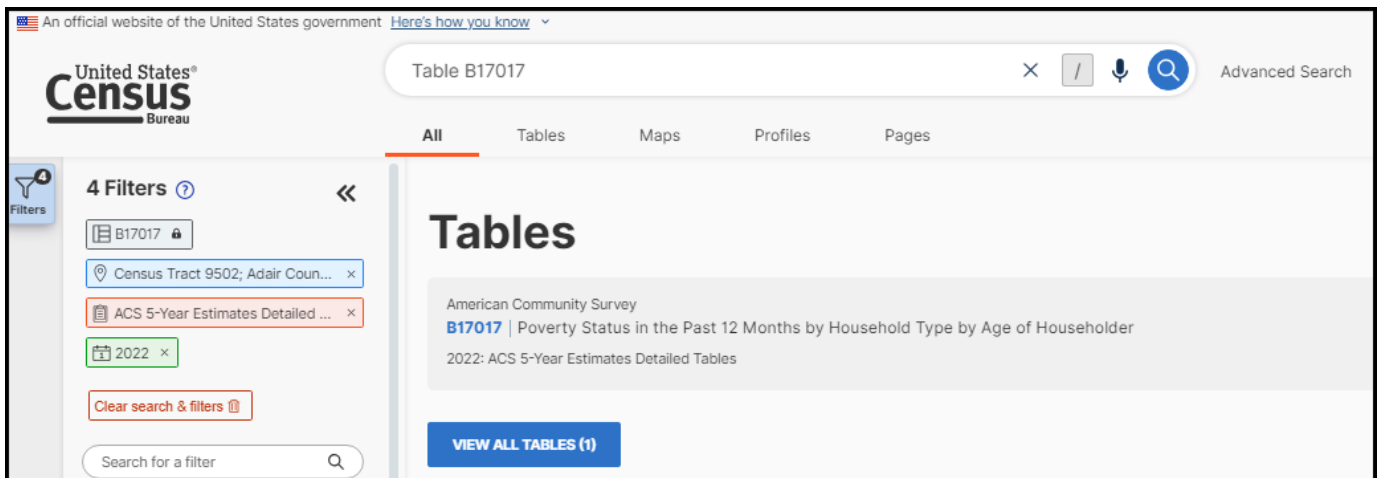 An official website of the United States government Here's how you know
United States®
Census
Bureau
Table B17017
/
Advanced Search
All Tables Maps Profiles Pages
4
Filters
4 Filters ?
B17017
Census Tract 9502; Adair Coun... ×
ACS 5-Year Estimates Detailed ... ×
2022 ×
Clear search & filters
Search for a filter
Tables
American Community Survey
B17017 | Poverty Status in the Past 12 Months by Household Type by Age of Householder
2022: ACS 5-Year Estimates Detailed Tables
VIEW ALL TABLES (1)